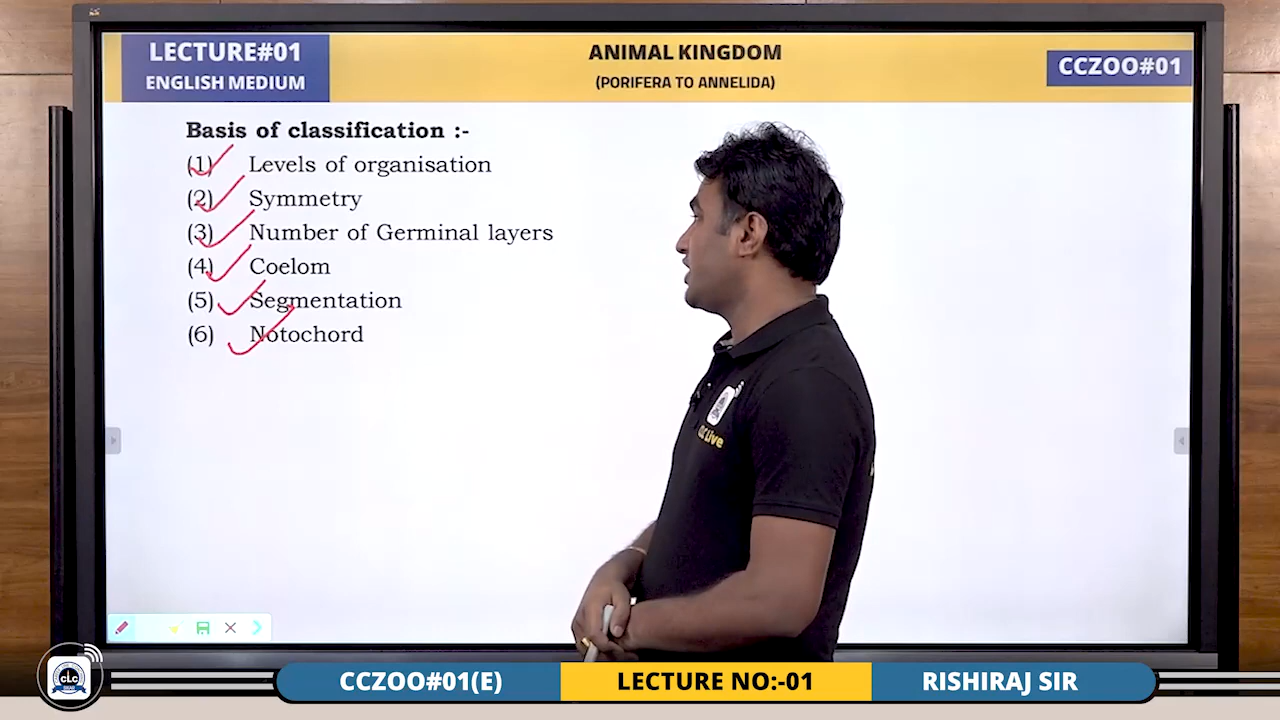 LECTURE#01
ENGLISH MEDIUM
ANIMAL KINGDOM
(PORIFERA TO ANNELIDA)
CCZOO#01
Basis of classification :-
(1) Levels of organisation
(2) Symmetry
(3) Number of Germinal layers
(4) Coelom
(5) Segmentation
(6) Notochord
Live
CLC
CCZOO#01(E)
LECTURE NO:-01
RISHIRAJ SIR